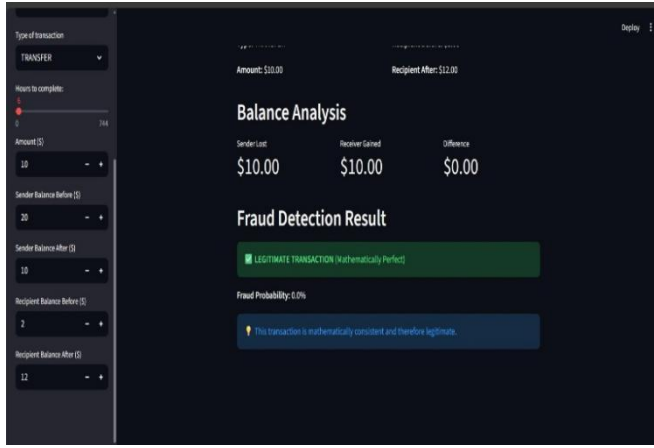 Deploy
Type of transaction
TRANSFER
Hours to complete:
6
0 744
Amount ($)
10 - +
Sender Balance Before ($)
20 - +
Sender Balance After ($)
10 - +
Recipient Balance Before ($)
2 - +
Recipient Balance After ($)
12 - +
Amount: $10.00 Recipient After: $12.00
Balance Analysis
Sender Lost Receiver Gained Difference
$10.00 $10.00 $0.00
Fraud Detection Result
✅ LEGITIMATE TRANSACTION (Mathematically Perfect)
Fraud Probability: 0.0%
💡 This transaction is mathematically consistent and therefore legitimate.